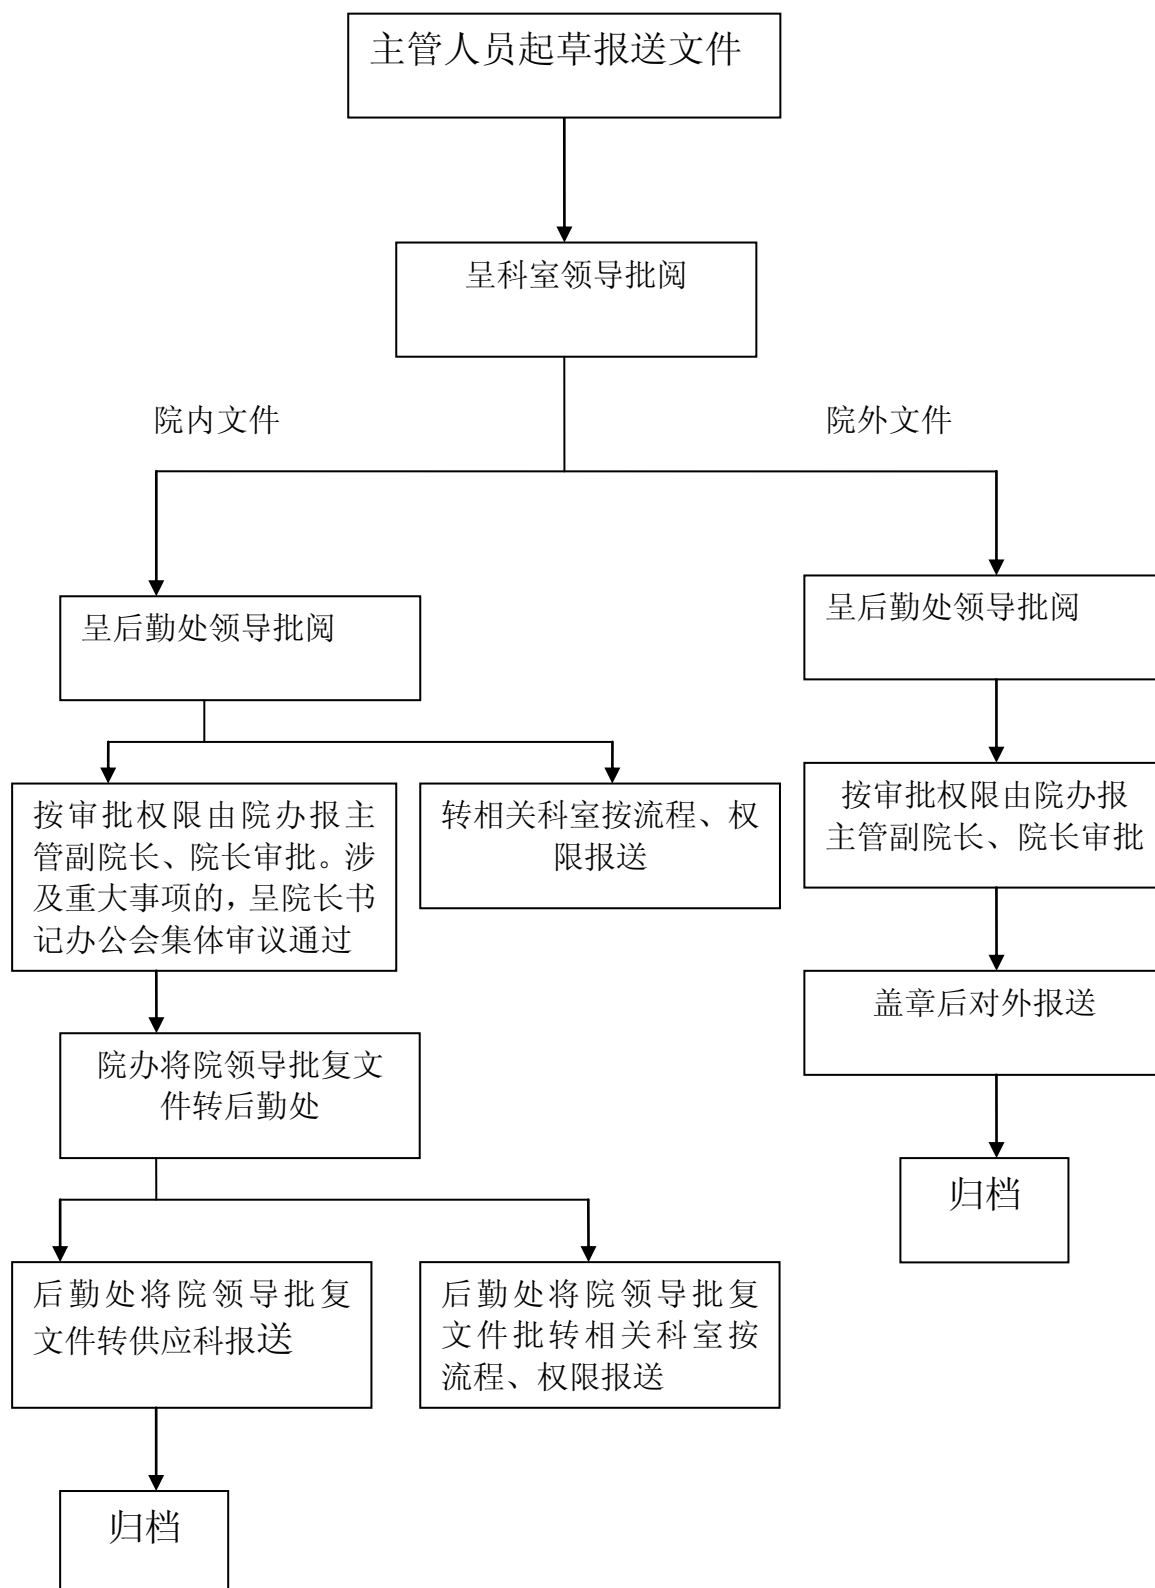 主管人员起草报送文件
呈科室领导批阅
院内文件
院外文件
呈后勤处领导批阅
呈后勤处领导批阅
按审批权限由院办报主
管副院长、院长审批。涉
及重大事项的，呈院长书
记办公会集体审议通过
转相关科室按流程、权
限报送
按审批权限由院办报
主管副院长、院长审批
盖章后对外报送
院办将院领导批复文
件转后勤处
归档
后勤处将院领导批复
文件转供应科报送
后勤处将院领导批复
文件批转相关科室按
流程、权限报送
归档